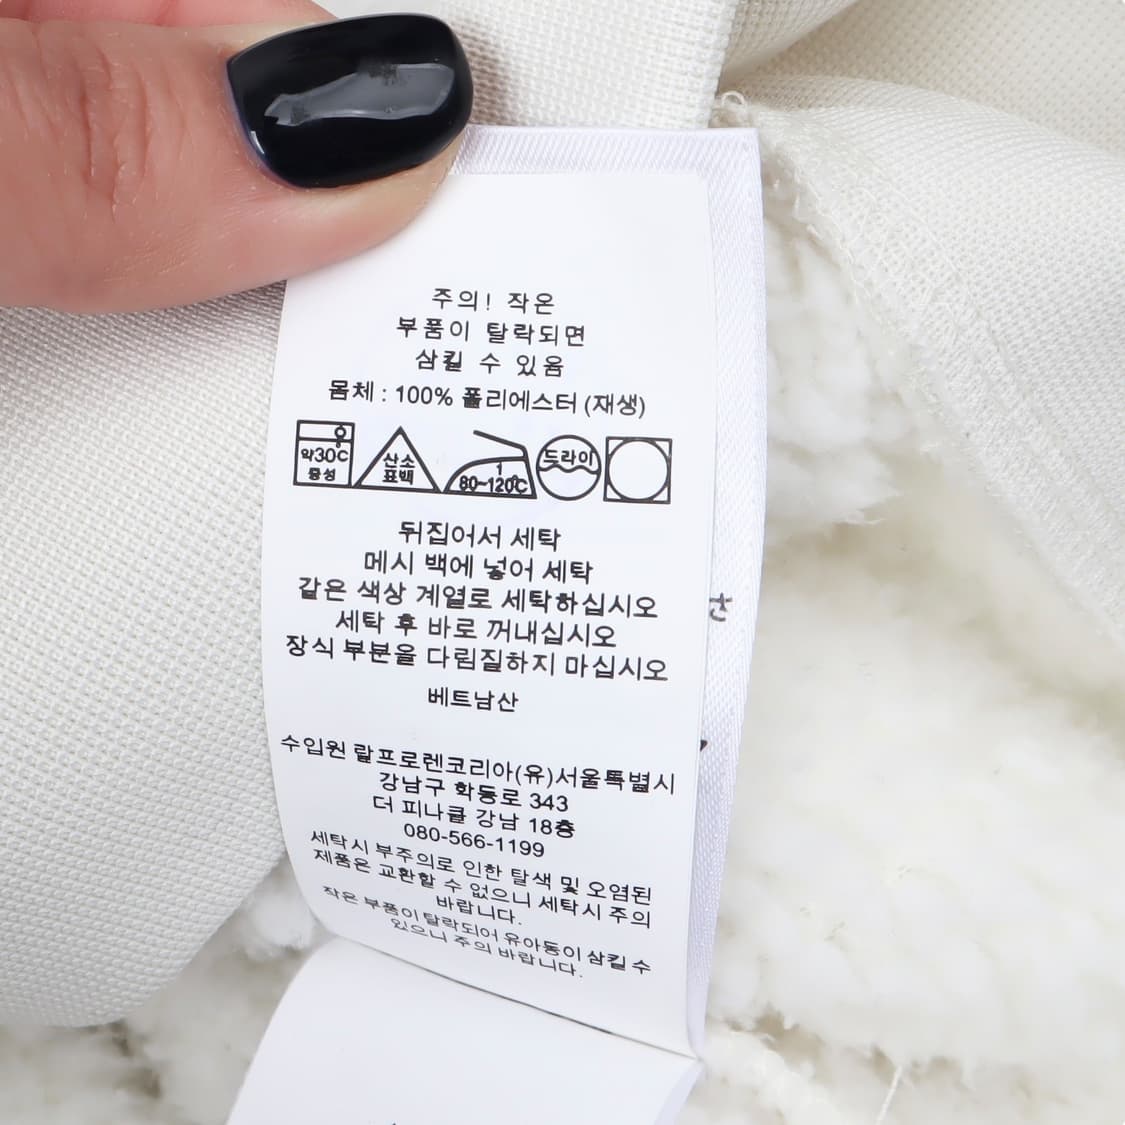 주의! 작은
부품이 탈락되면
삼킬 수 있음
몸체 : 100% 폴리에스터 (재생)
약30C 중성
산소 표백
80~120℃
드라이
뒤집어서 세탁
메시 백에 넣어 세탁
같은 색상 계열로 세탁하십시오
세탁 후 바로 꺼내십시오
장식 부분을 다림질하지 마십시오
베트남산
수입원 랄프로렌코리아(유)서울특별시
강남구 학동로 343
더 피나클 강남 18층
080-566-1199
세탁시 부주의로 인한 탈색 및 오염된
제품은 교환할 수 없으니 세탁시 주의
바랍니다.
작은 부품이 탈락되어 유아동이 삼킬 수
있으니 주의 바랍니다.